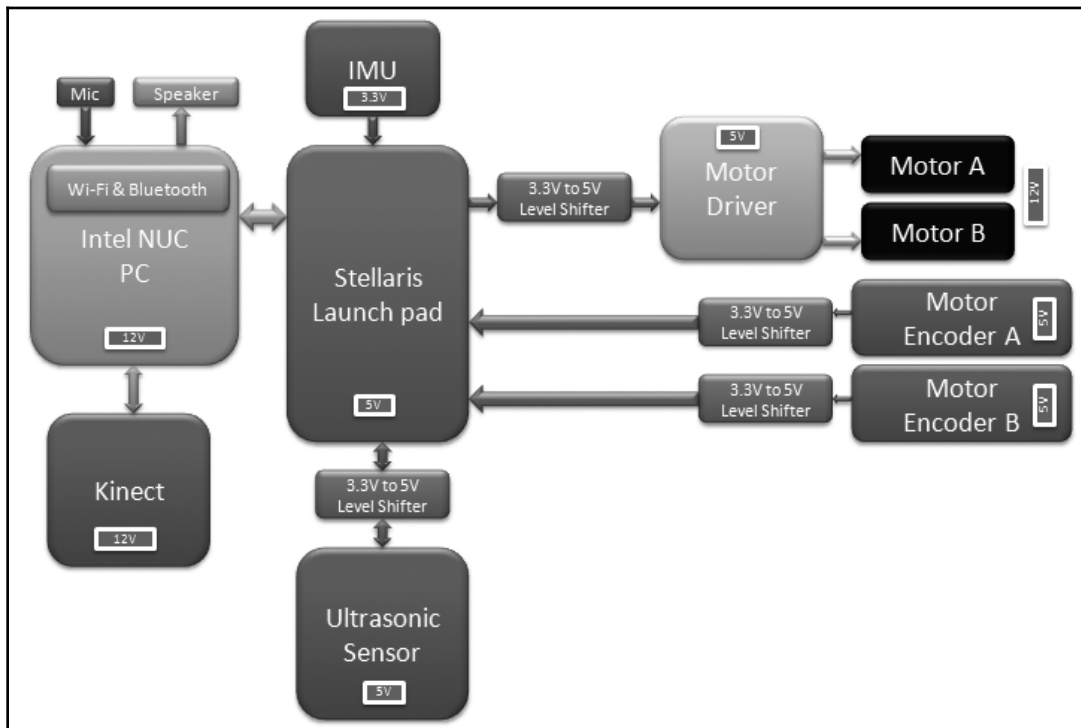 IMU
3.3V
Mic
Speaker
Wi-Fi & Bluetooth
Intel NUC
PC
12V
Stellaris
Launch pad
5V
3.3V to 5V
Level Shifter
5V
Motor
Driver
Motor A
Motor B
12V
3.3V to 5V
Level Shifter
Motor
Encoder A
5V
3.3V to 5V
Level Shifter
Motor
Encoder B
5V
Kinect
12V
3.3V to 5V
Level Shifter
Ultrasonic
Sensor
5V